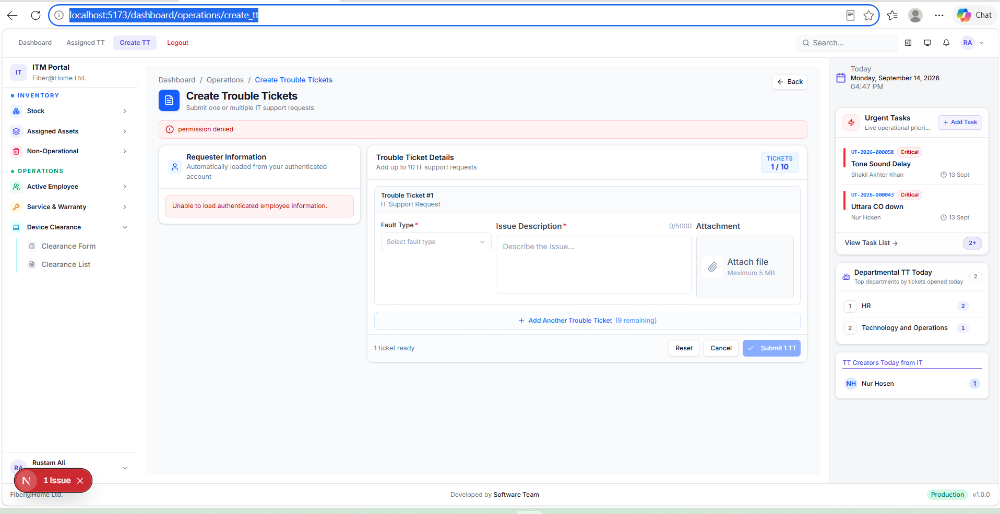 localhost:5173/dashboard/operations/create_tt
Chat
Dashboard
Assigned TT
Create TT
Logout
Search...
RA
IT
ITM Portal
Fiber@Home Ltd.
INVENTORY
Stock
Assigned Assets
Non-Operational
OPERATIONS
Active Employee
Service & Warranty
Device Clearance
Clearance Form
Clearance List
RA
Rustam Ali
N
1 Issue
Dashboard / Operations / Create Trouble Tickets
Back
Create Trouble Tickets
Submit one or multiple IT support requests
permission denied
Requester Information
Automatically loaded from your authenticated
account
Unable to load authenticated employee information.
Trouble Ticket Details
Add up to 10 IT support requests
TICKETS
1 / 10
Trouble Ticket #1
IT Support Request
Fault Type *
Select fault type
Issue Description *
0/5000
Describe the issue...
Attachment
Attach file
Maximum 5 MB
+ Add Another Trouble Ticket (9 remaining)
1 ticket ready
Reset
Cancel
Submit 1 TT
Today
Monday, September 14, 2026
04:47 PM
Urgent Tasks
Live operational priori...
+ Add Task
UT-2026-000058
Critical
Tone Sound Delay
Shakil Akhter Khan
13 Sept
UT-2026-000043
Critical
Uttara CO down
Nur Hosen
13 Sept
View Task List →
2+
Departmental TT Today
Top departments by tickets opened today
2
1
HR
2
2
Technology and Operations
1
TT Creators Today from IT
NH
Nur Hosen
1
Fiber@Home Ltd.
Developed by Software Team
Production
v1.0.0